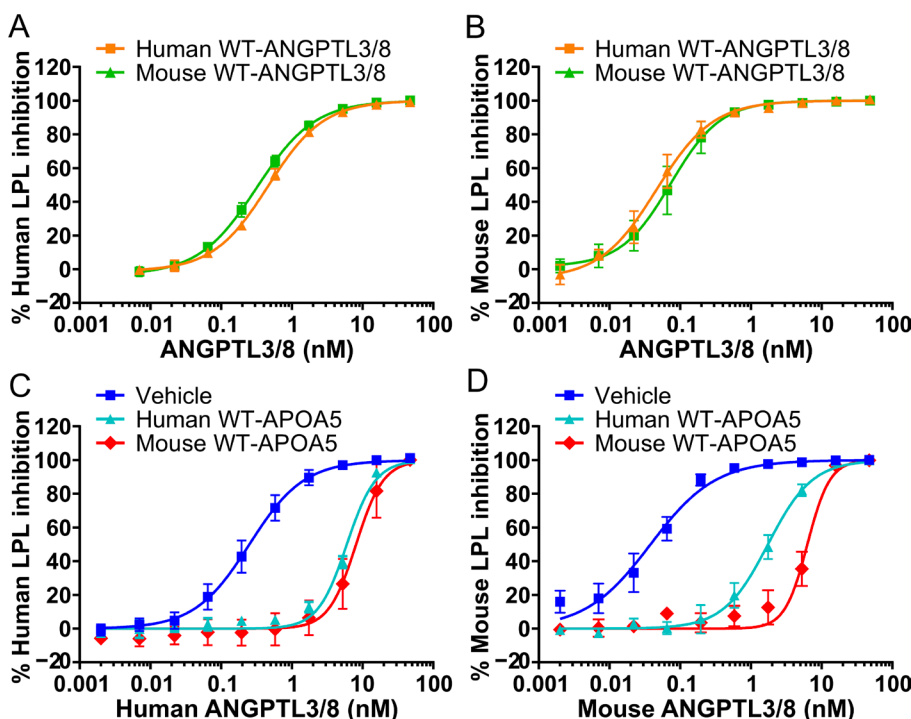 A
Human WT-ANGPTL3/8
Mouse WT-ANGPTL3/8
% Human LPL inhibition
120
100
80
60
40
20
0
−20
0.001 0.01 0.1 1 10 100
ANGPTL3/8 (nM)
B
Human WT-ANGPTL3/8
Mouse WT-ANGPTL3/8
% Mouse LPL inhibition
120
100
80
60
40
20
0
−20
0.001 0.01 0.1 1 10 100
ANGPTL3/8 (nM)
C
Vehicle
Human WT-APOA5
Mouse WT-APOA5
% Human LPL inhibition
120
100
80
60
40
20
0
−20
0.001 0.01 0.1 1 10 100
Human ANGPTL3/8 (nM)
D
Vehicle
Human WT-APOA5
Mouse WT-APOA5
% Mouse LPL inhibition
120
100
80
60
40
20
0
−20
0.001 0.01 0.1 1 10 100
Mouse ANGPTL3/8 (nM)